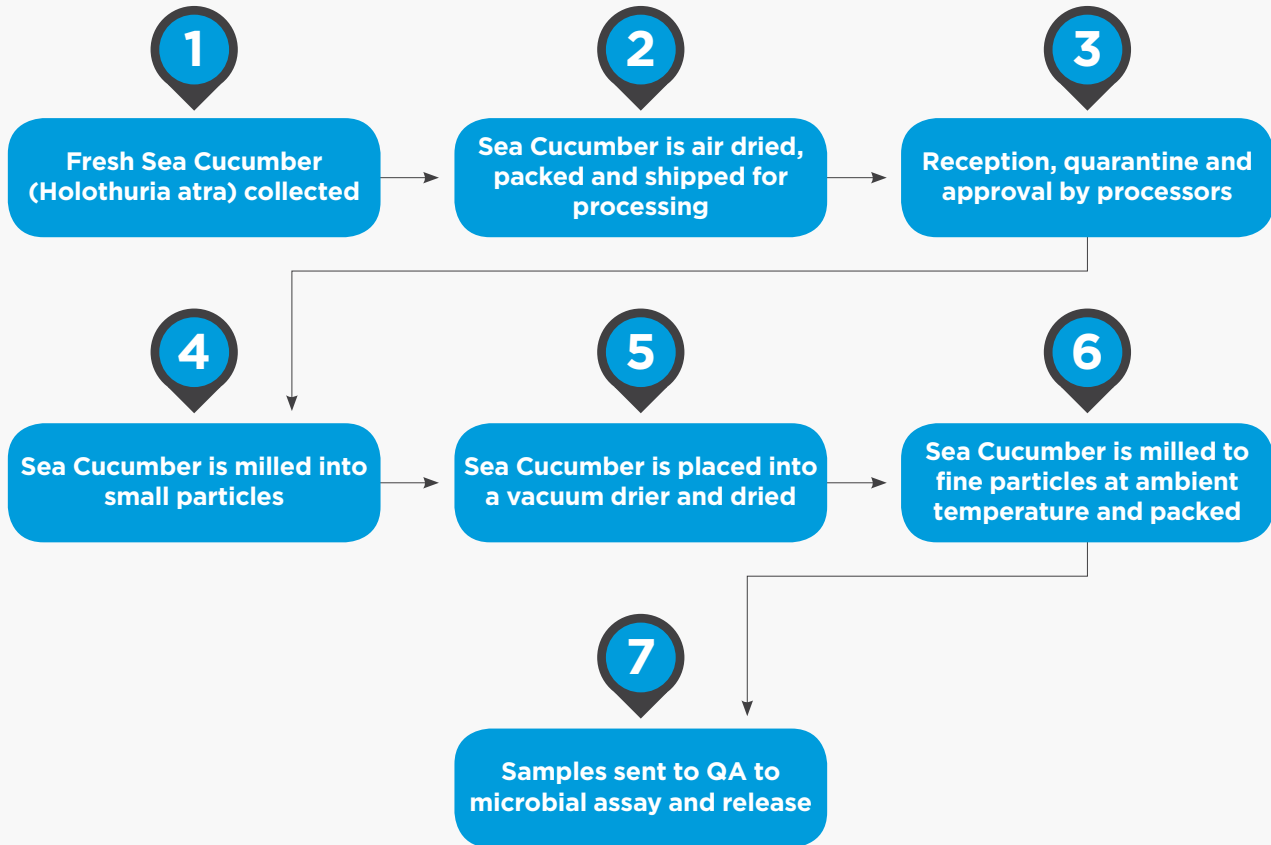 1
Fresh Sea Cucumber
(Holothuria atra) collected
2
Sea Cucumber is air dried,
packed and shipped for
processing
3
Reception, quarantine and
approval by processors
4
Sea Cucumber is milled into
small particles
5
Sea Cucumber is placed into
a vacuum drier and dried
6
Sea Cucumber is milled to
fine particles at ambient
temperature and packed
7
Samples sent to QA to
microbial assay and release